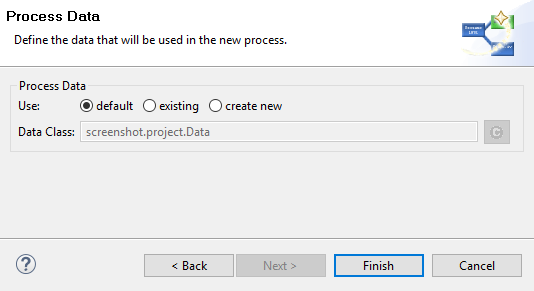 Process Data
Define the data that will be used in the new process.
Process Data
Use: default existing create new
Data Class: screenshot.project.Data
C
? < Back Next > Finish Cancel